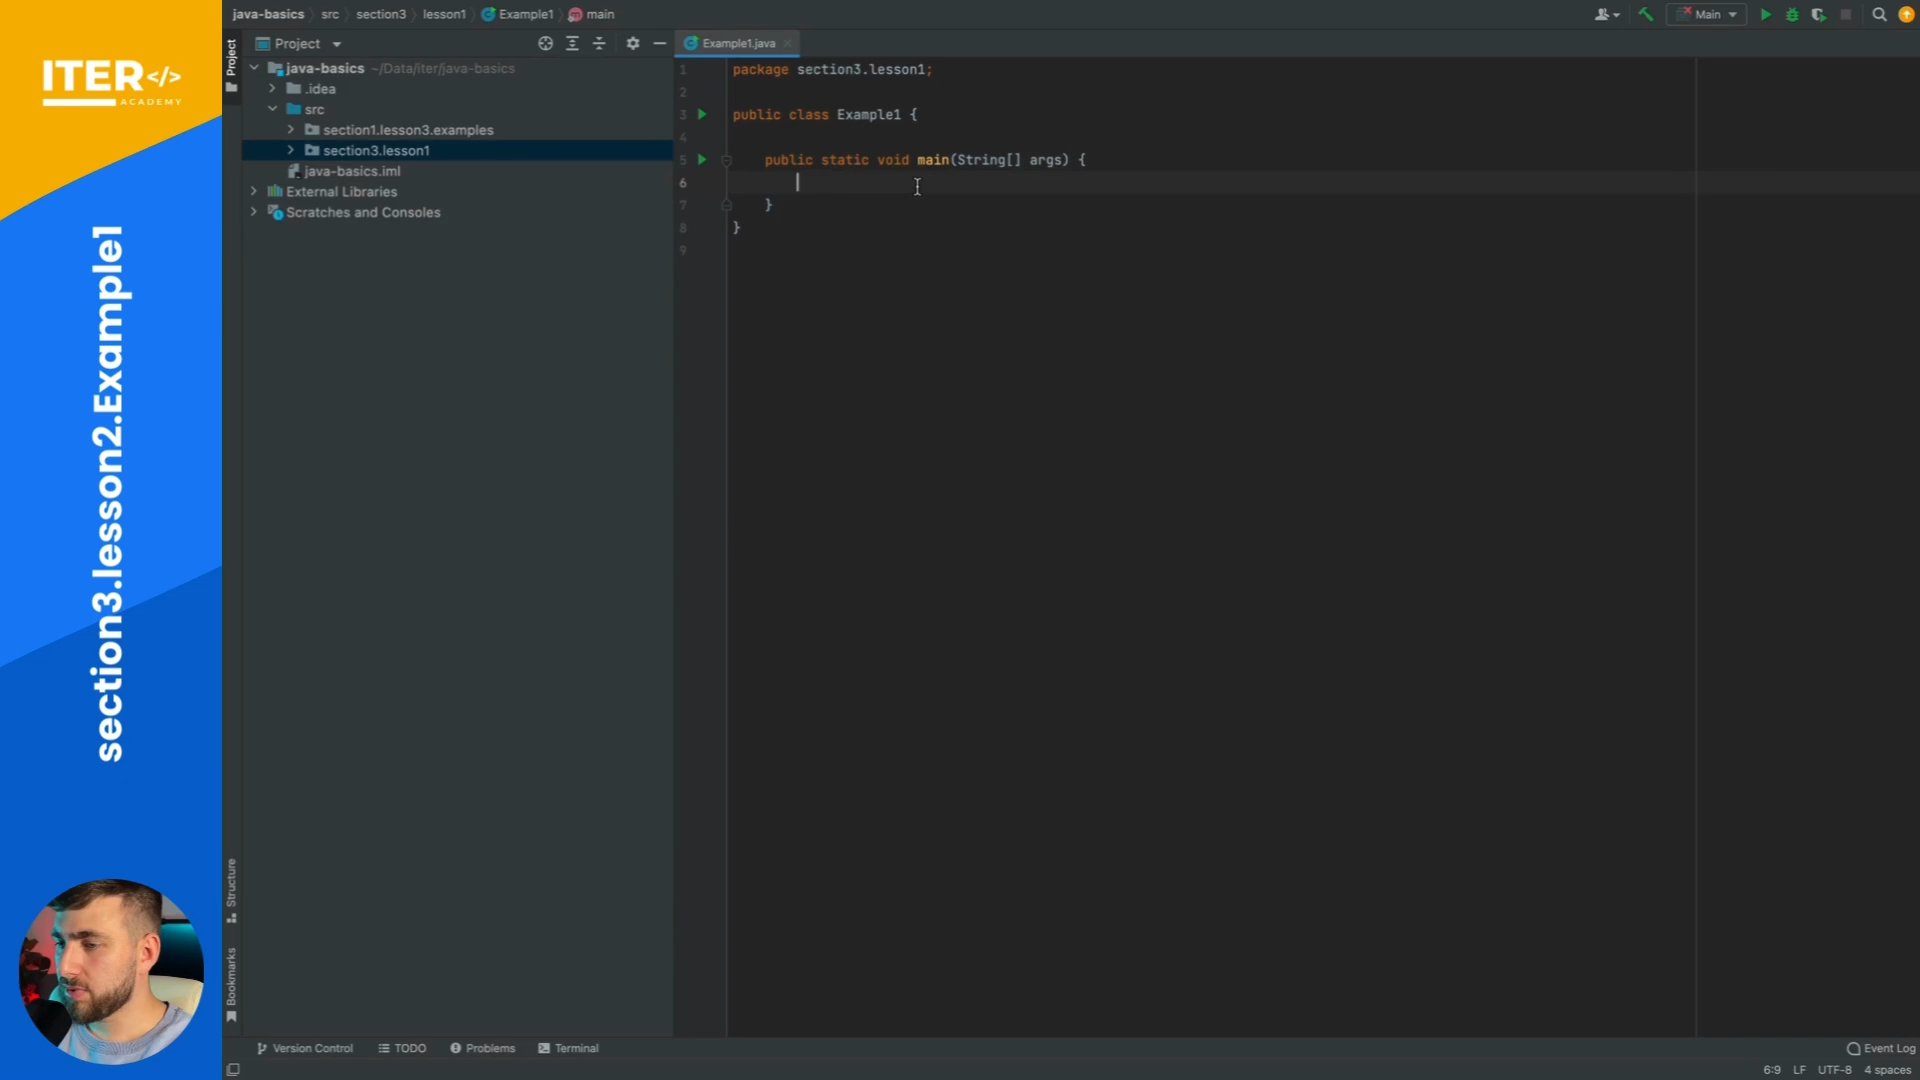 ITER</>
ACADEMY
section3.lesson2.Example1
java-basics
src
section3
lesson1
Example1
main
Main
Project
Project
java-basics ~/Data/iter/java-basics
.idea
src
section1.lesson3.examples
section3.lesson1
java-basics.iml
External Libraries
Scratches and Consoles
Structure
Bookmarks
Example1.java
1 package section3.lesson1;
2
3 public class Example1 {
4
5 public static void main(String[] args) {
6
7 }
8 }
9
Version Control
TODO
Problems
Terminal
Event Log
6:9 LF UTF-8 4 spaces